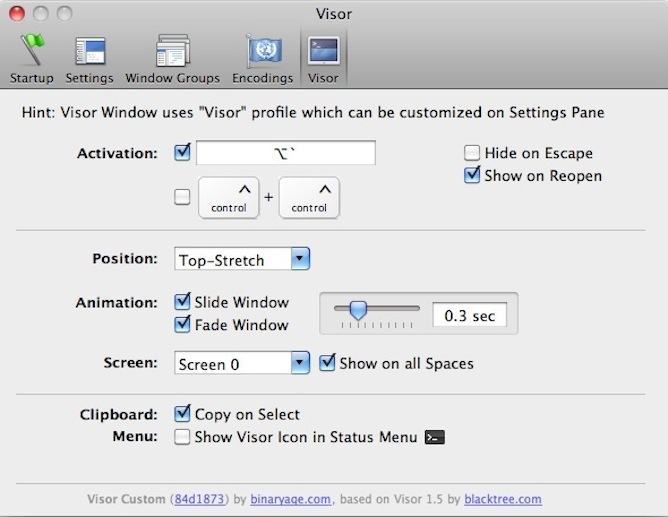 Visor
Startup Settings Window Groups Encodings Visor
Hint: Visor Window uses "Visor" profile which can be customized on Settings Pane
Activation: ⌥` Hide on Escape
Show on Reopen
^ control + ^ control
Position: Top-Stretch
Animation: Slide Window
Fade Window 0.3 sec
Screen: Screen 0 Show on all Spaces
Clipboard: Copy on Select
Menu: Show Visor Icon in Status Menu
Visor Custom (84d1873) by binaryage.com, based on Visor 1.5 by blacktree.com